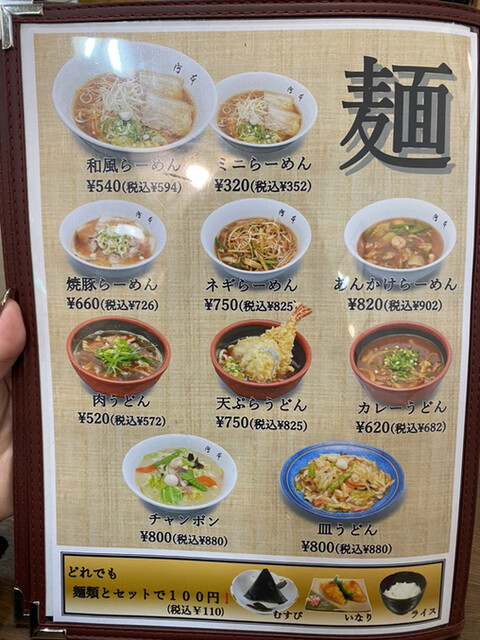 麺
和風らーめん
¥540(税込¥594)
ミニらーめん
¥320(税込¥352)
焼豚らーめん
¥660(税込¥726)
ネギらーめん
¥750(税込¥825)
あんかけらーめん
¥820(税込¥902)
肉うどん
¥520(税込¥572)
天ぷらうどん
¥750(税込¥825)
カレーうどん
¥620(税込¥682)
チャンポン
¥800(税込¥880)
皿うどん
¥800(税込¥880)
どれでも
麺類とセットで１００円！
(税込¥110)
むすび
いなり
ライス